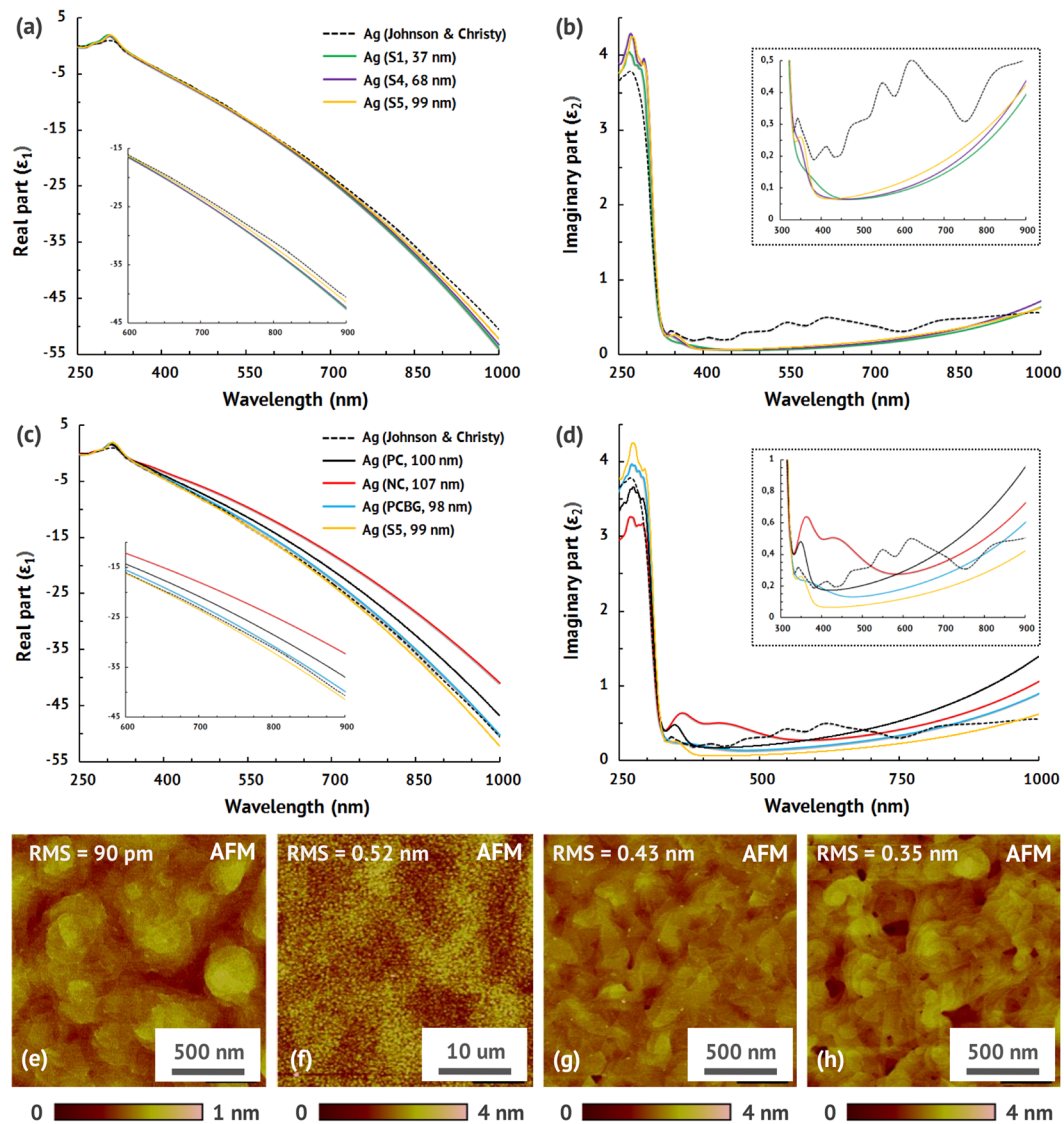 (a)
5
-5
-15
-25
-35
-45
-55
Real part (ε1)
Ag (Johnson & Christy)
Ag (S1, 37 nm)
Ag (S4, 68 nm)
Ag (S5, 99 nm)
-15
-25
-35
-45
600 700 800 900
250 400 550 700 850 1000
Wavelength (nm)
(b)
4
3
2
1
0
Imaginary part (ε2)
0,5
0,4
0,3
0,2
0,1
0
300 400 500 600 700 800 900
250 400 550 700 850 1000
Wavelength (nm)
(c)
5
-5
-15
-25
-35
-45
-55
Real part (ε1)
Ag (Johnson & Christy)
Ag (PC, 100 nm)
Ag (NC, 107 nm)
Ag (PCBG, 98 nm)
Ag (S5, 99 nm)
-15
-25
-35
-45
600 700 800 900
250 400 550 700 850 1000
Wavelength (nm)
(d)
5
4
3
2
1
0
Imaginary part (ε2)
1
0,8
0,6
0,4
0,2
0
300 400 500 600 700 800 900
250 500 750 1000
Wavelength (nm)
RMS = 90 pm AFM
500 nm
(e)
0 1 nm
RMS = 0.52 nm AFM
10 um
(f)
0 4 nm
RMS = 0.43 nm AFM
500 nm
(g)
0 4 nm
RMS = 0.35 nm AFM
500 nm
(h)
0 4 nm